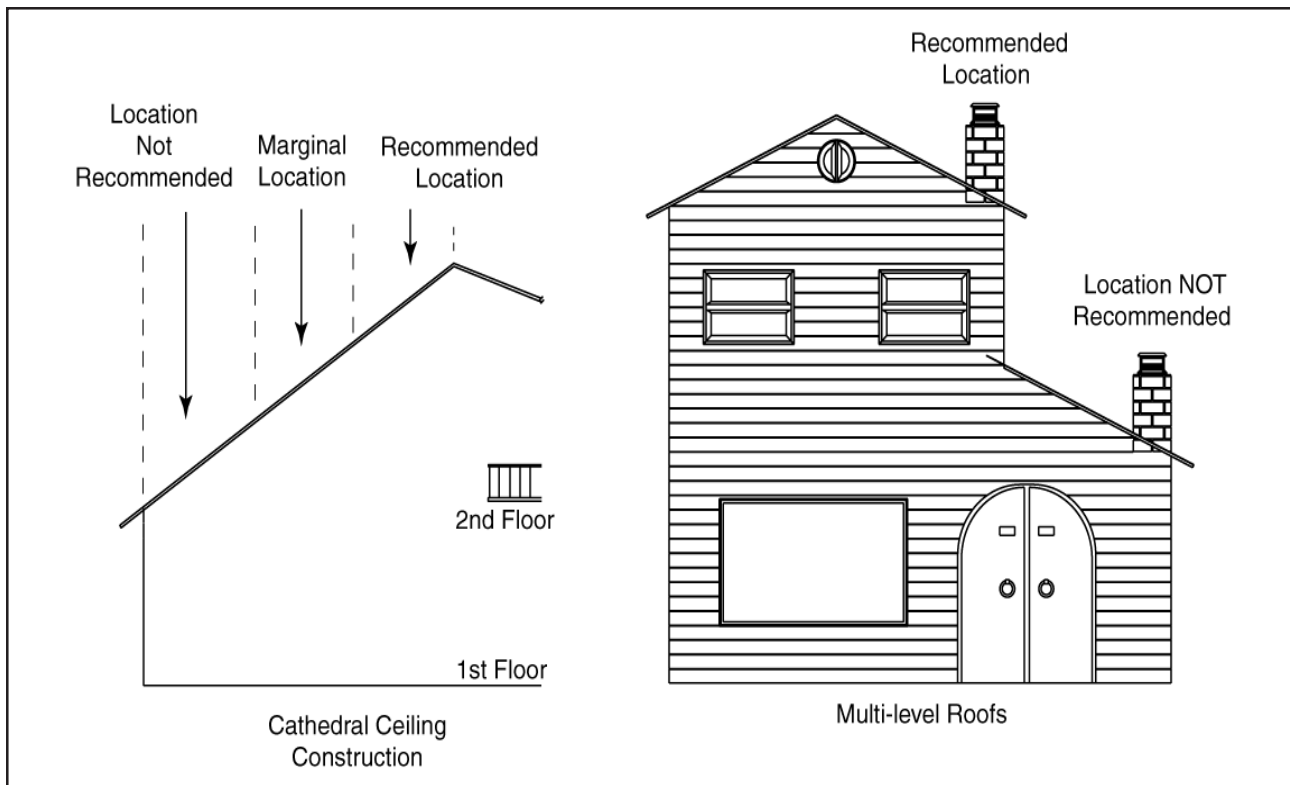 Location
Not
Recommended
Marginal
Location
Recommended
Location
2nd Floor
1st Floor
Cathedral Ceiling
Construction
Recommended
Location
Location NOT
Recommended
Multi-level Roofs